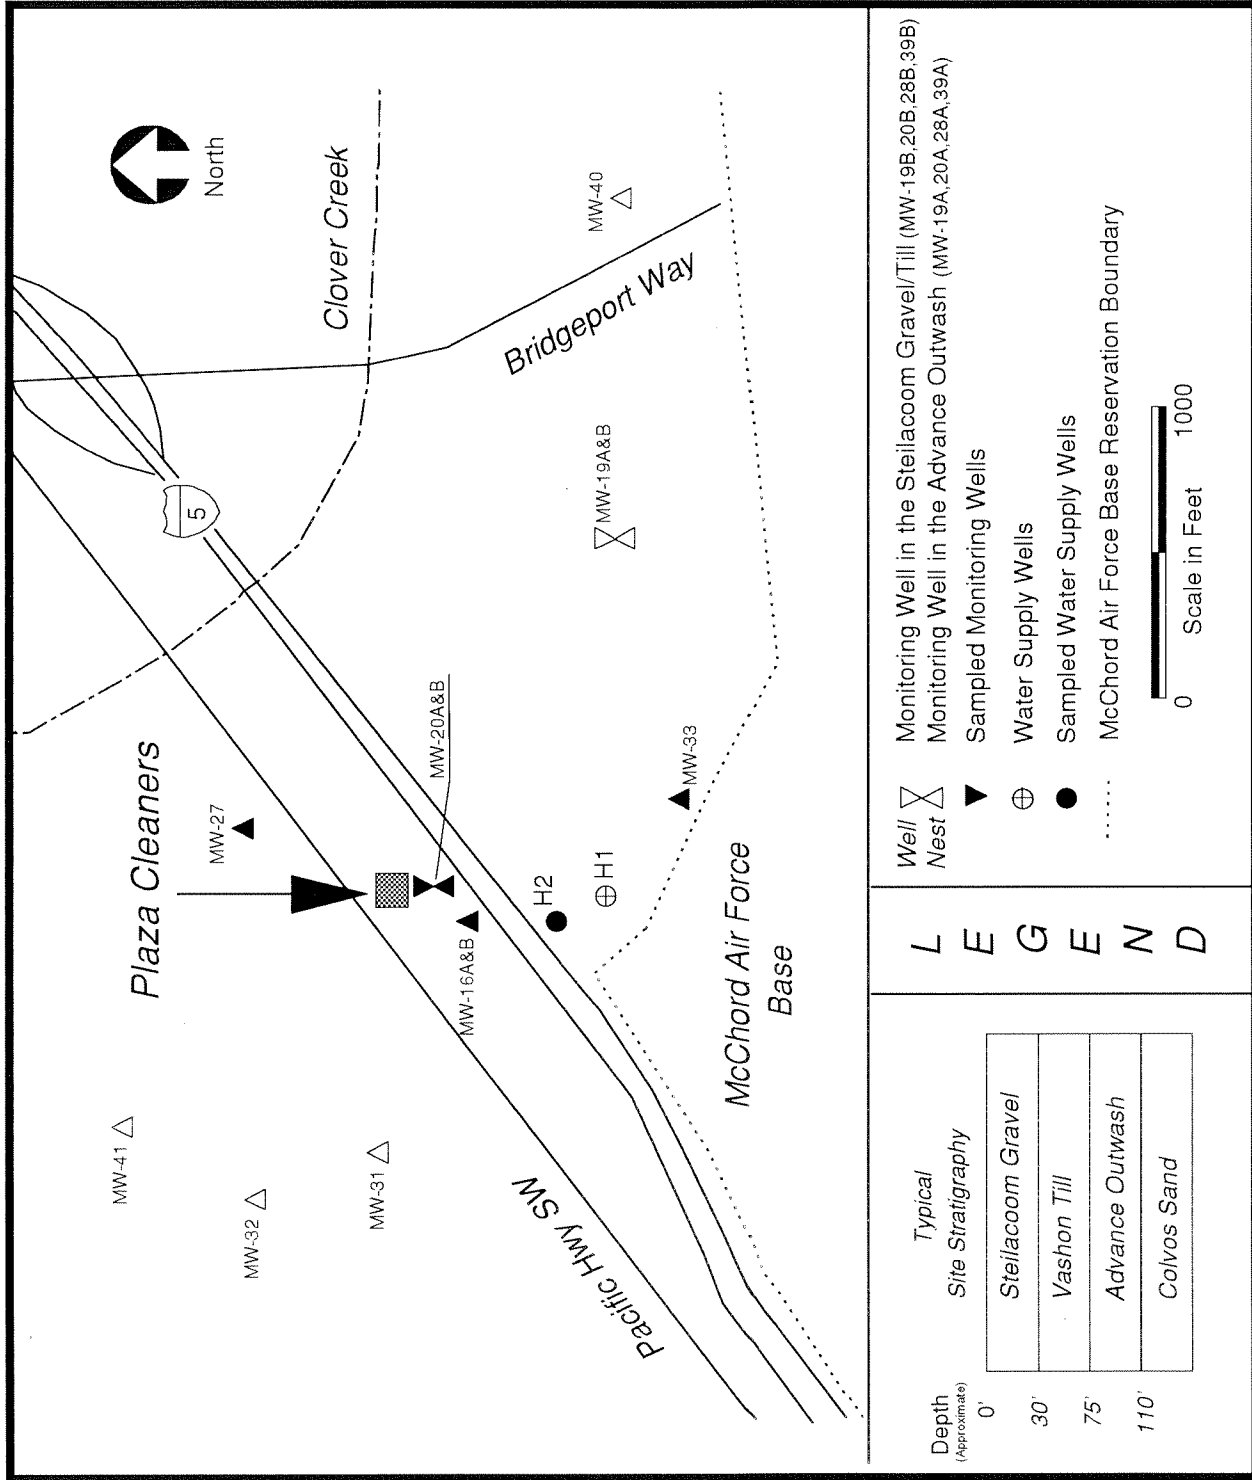 North
Clover Creek
5
Plaza Cleaners
MW-27
MW-20A&B
MW-16A&B
H2
H1
MW-33
MW-19A&B
MW-40
Bridgeport Way
MW-41
MW-32
MW-31
Pacific Hwy SW
McChord Air Force
Base
Depth
(Approximate)
Typical
Site Stratigraphy
0'
Steilacoom Gravel
30'
Vashon Till
75'
Advance Outwash
110'
Colvos Sand
L
E
G
E
N
D
Well
Nest
Monitoring Well in the Steilacoom Gravel/Till (MW-19B,20B,28B,39B)
Monitoring Well in the Advance Outwash (MW-19A,20A,28A,39A)
Sampled Monitoring Wells
Water Supply Wells
Sampled Water Supply Wells
McChord Air Force Base Reservation Boundary
0
1000
Scale in Feet